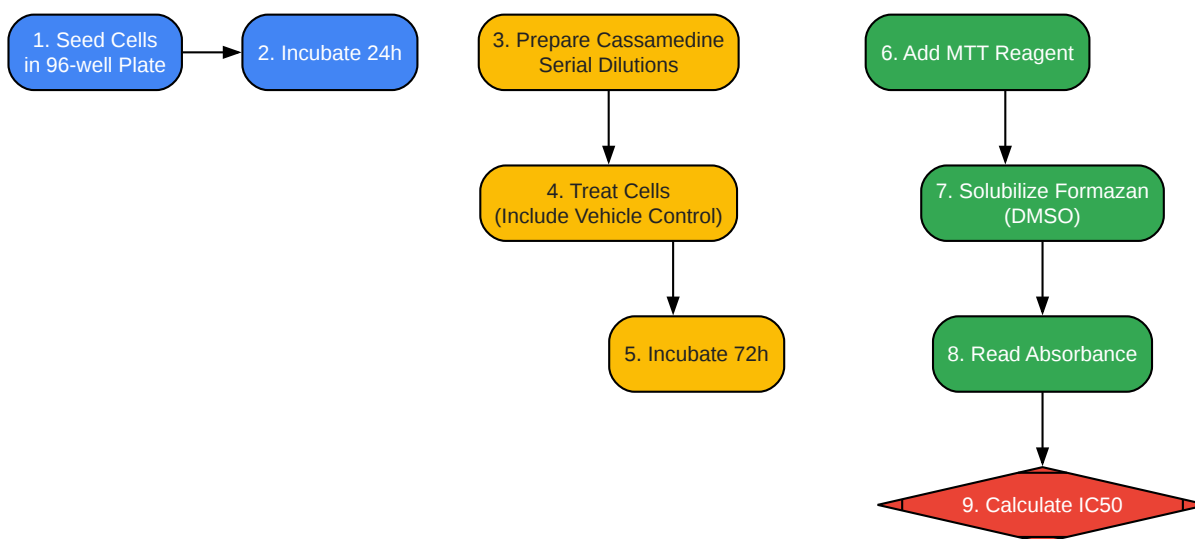 1. Seed Cells
in 96-well Plate
2. Incubate 24h
3. Prepare Cassamedine
Serial Dilutions
4. Treat Cells
(Include Vehicle Control)
5. Incubate 72h
6. Add MTT Reagent
7. Solubilize Formazan
(DMSO)
8. Read Absorbance
9. Calculate IC50